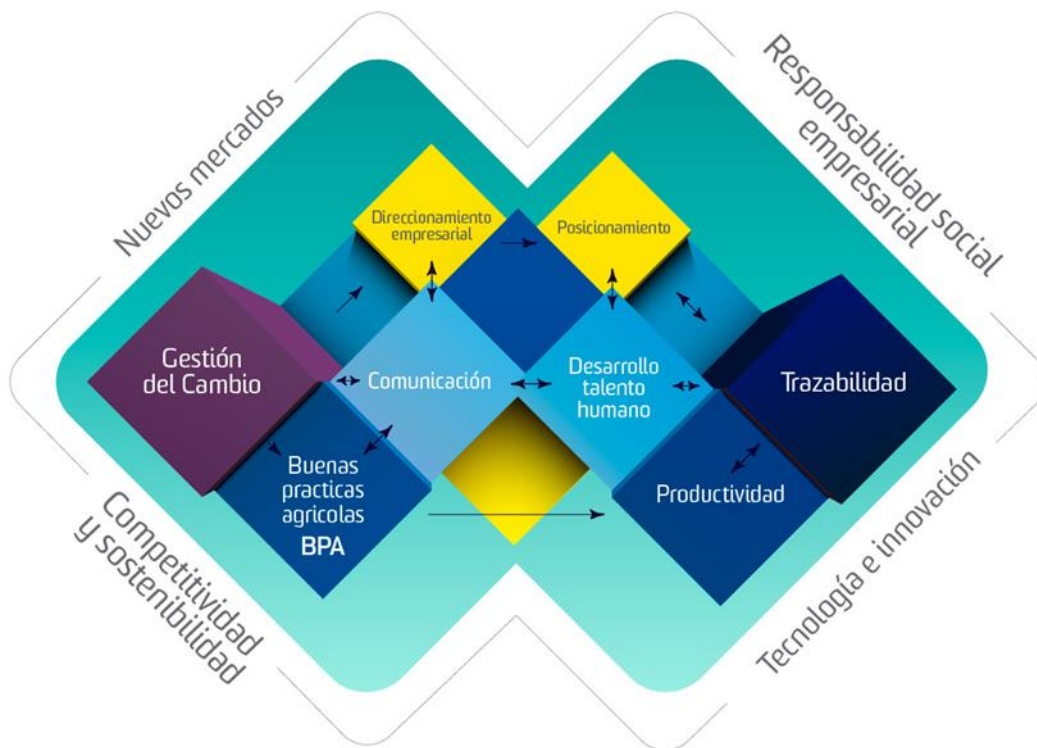 Nuevos mercados
Responsabilidad social
empresarial
Direccionamiento
empresarial
Posicionamiento
Gestión
del Cambio
Comunicación
Desarrollo
talento
humano
Trazabilidad
Buenas
practicas
agricolas
BPA
Productividad
Competitividad
y sostenibilidad
Tecnología e innovación